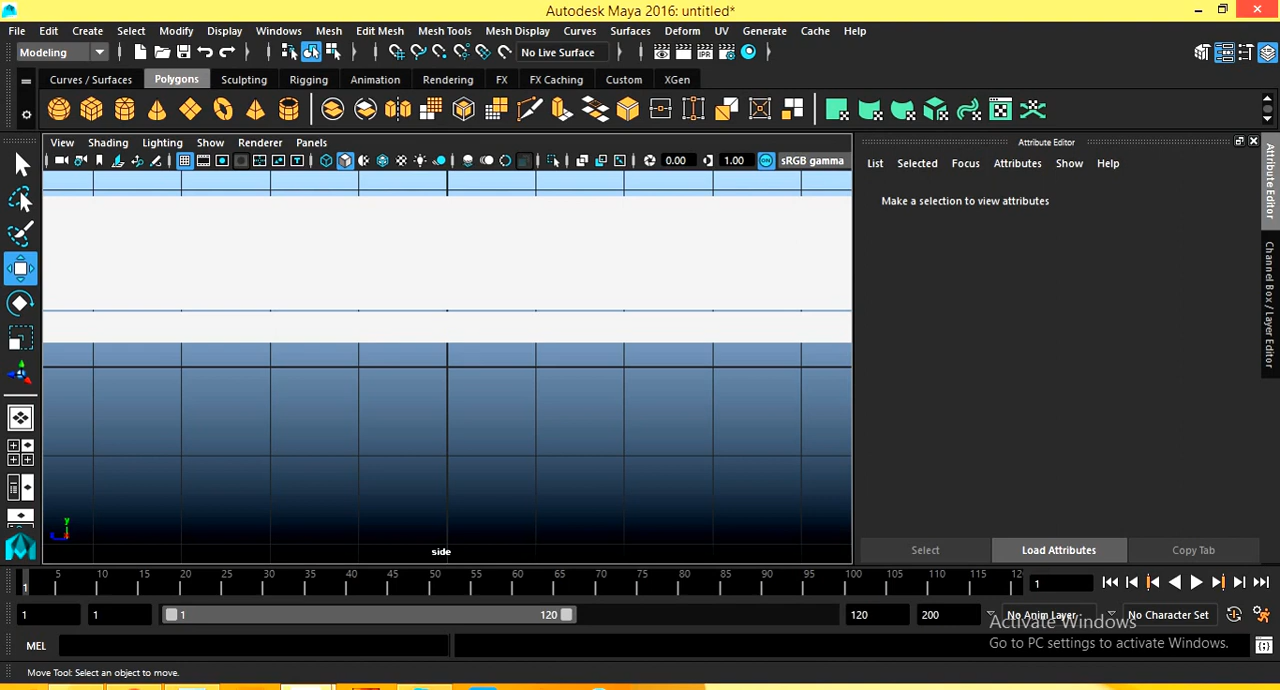 Autodesk Maya 2016: untitled*
File Edit Create Select Modify Display Windows Mesh Edit Mesh Mesh Tools Mesh Display Curves Surfaces Deform UV Generate Cache Help
Modeling No Live Surface
Curves / Surfaces Polygons Sculpting Rigging Animation Rendering FX FX Caching Custom XGen
View Shading Lighting Show Renderer Panels
0.00 1.00 ON sRGB gamma
Attribute Editor
List Selected Focus Attributes Show Help
Make a selection to view attributes
Attribute Editor
Channel Box / Layer Editor
y
side
Select Load Attributes Copy Tab
1 5 10 15 20 25 30 35 40 45 50 55 60 65 70 75 80 85 90 95 100 105 110 115 12 1
1 1 1 120 120 200 No Anim Layer No Character Set
Activate Windows
Go to PC settings to activate Windows.
MEL
Move Tool: Select an object to move.